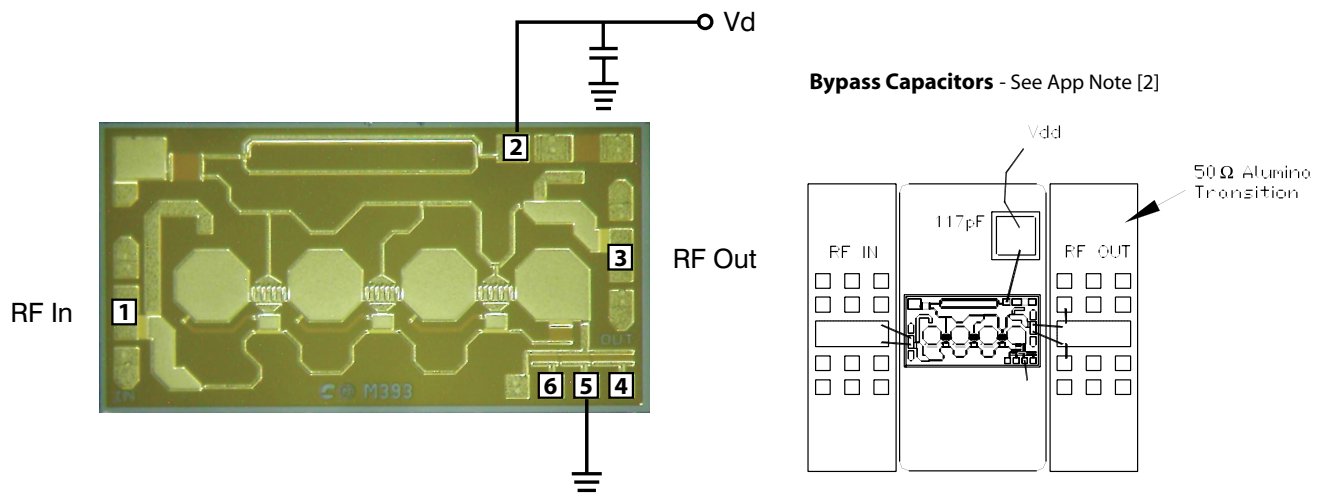 Vd
Bypass Capacitors - See App Note [2]
Vdd
50 Ω Alumina
Transition
117pF
RF IN
RF OUT
2
3
RF Out
RF In
1
OUT
6
5
4
M393
IN